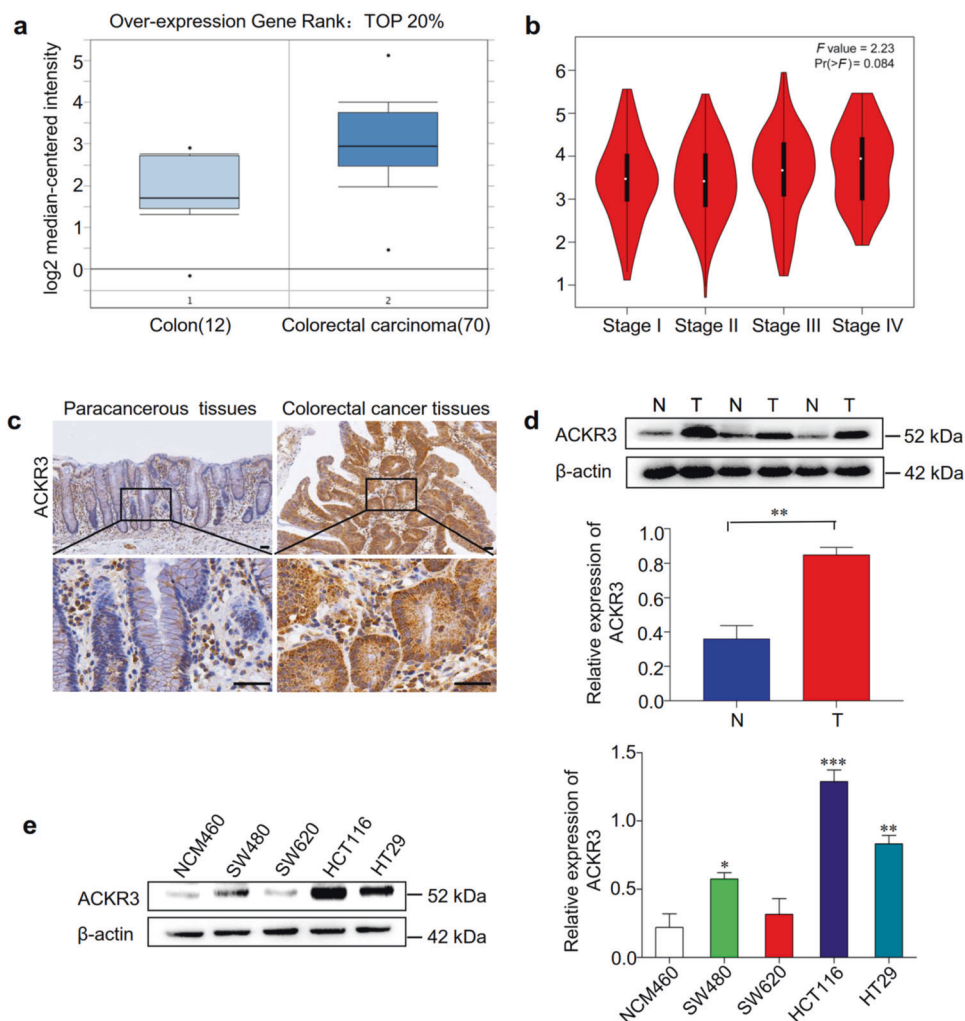 a
Over-expression Gene Rank：TOP 20%
log2 median-centered intensity
5
4
3
2
1
0
1
2
Colon(12)
Colorectal carcinoma(70)
b
F value = 2.23
Pr(>F) = 0.084
6
5
4
3
2
1
Stage I
Stage II
Stage III
Stage IV
c
Paracancerous tissues
Colorectal cancer tissues
ACKR3
d
N T N T N T
ACKR3
52 kDa
β-actin
42 kDa
Relative expression of
ACKR3
**
0.8
0.6
0.4
0.2
0.0
N
T
e
NCM460
SW480
SW620
HCT116
HT29
ACKR3
52 kDa
β-actin
42 kDa
Relative expression of
ACKR3
1.5
1.0
0.5
0.0
*
***
**
NCM460
SW480
SW620
HCT116
HT29